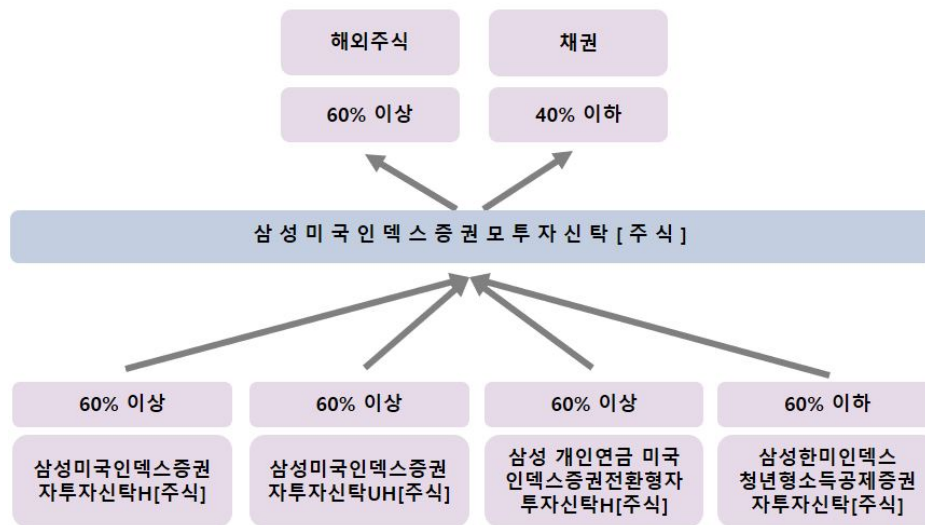 해외주식
채권
60% 이상
40% 이하
삼성미국인덱스증권모투자신탁[주식]
60% 이상
60% 이상
60% 이상
60% 이하
삼성미국인덱스증권
자투자신탁H[주식]
삼성미국인덱스증권
자투자신탁UH[주식]
삼성 개인연금 미국
인덱스증권전환형자
투자신탁H[주식]
삼성한미인덱스
청년형소득공제증권
자투자신탁[주식]